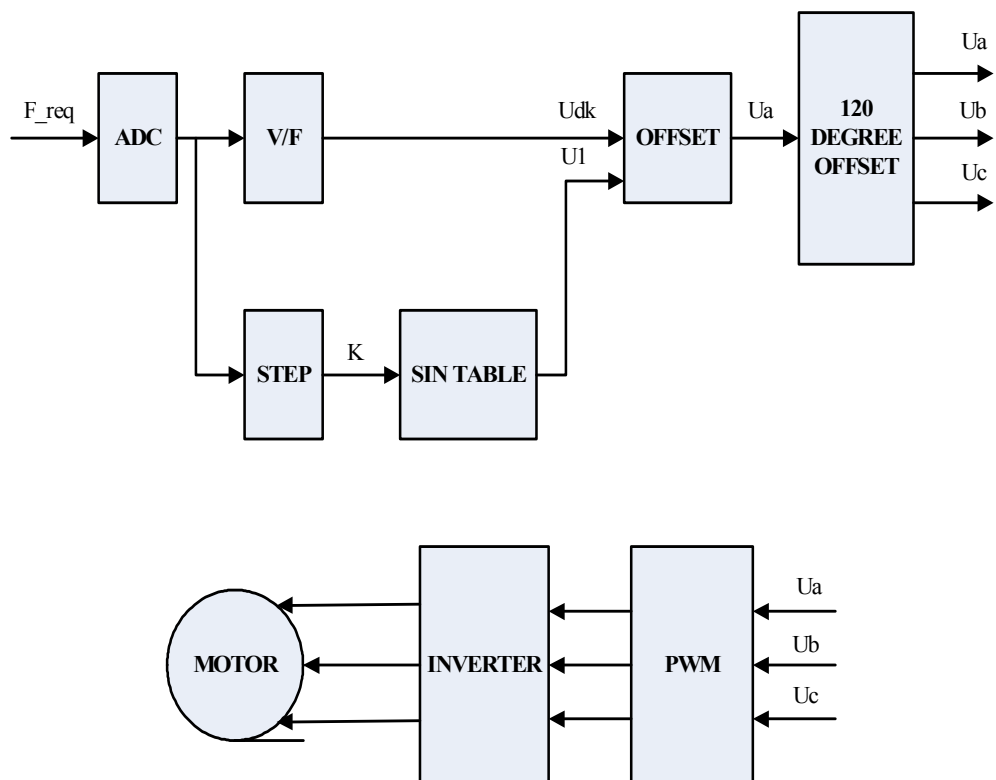 F_req
ADC
V/F
Udk
U1
OFFSET
Ua
120
DEGREE
OFFSET
Ua
Ub
Uc
STEP
K
SIN TABLE
MOTOR
INVERTER
PWM
Ua
Ub
Uc